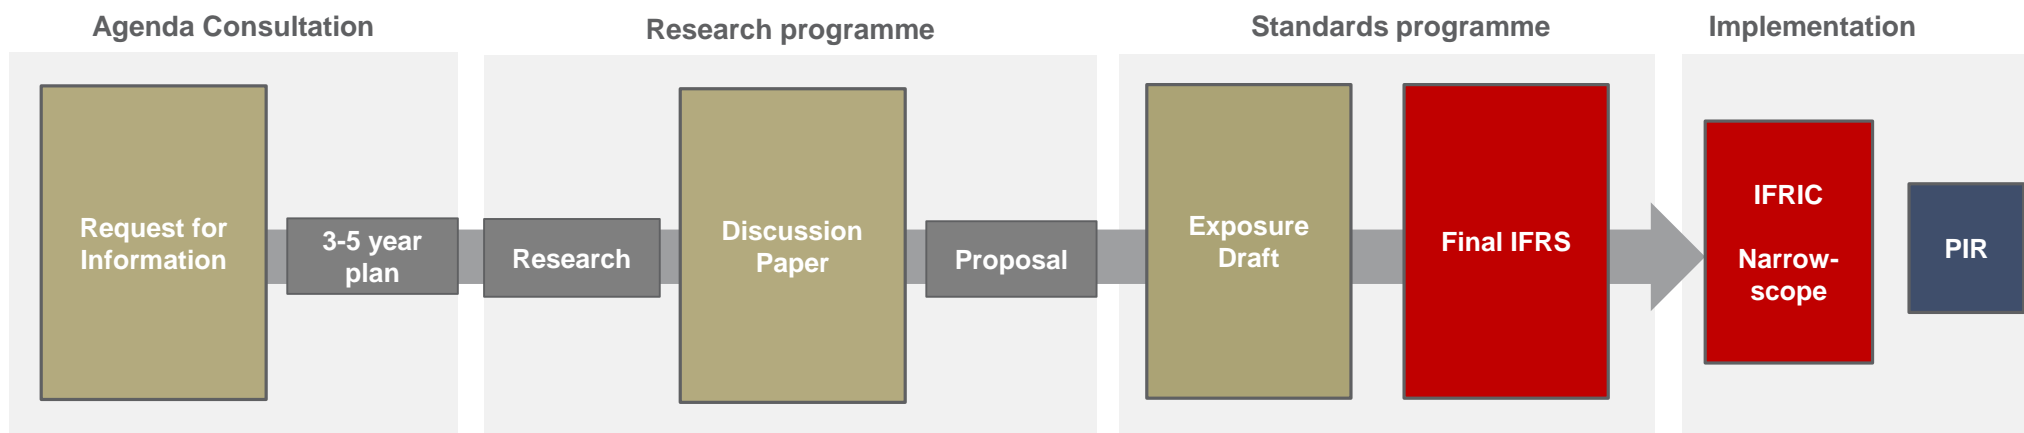 Agenda Consultation
Research programme
Standards programme
Implementation
Request for
Information
3-5 year
plan
Research
Discussion
Paper
Proposal
Exposure
Draft
Final IFRS
IFRIC
Narrow-
scope
PIR